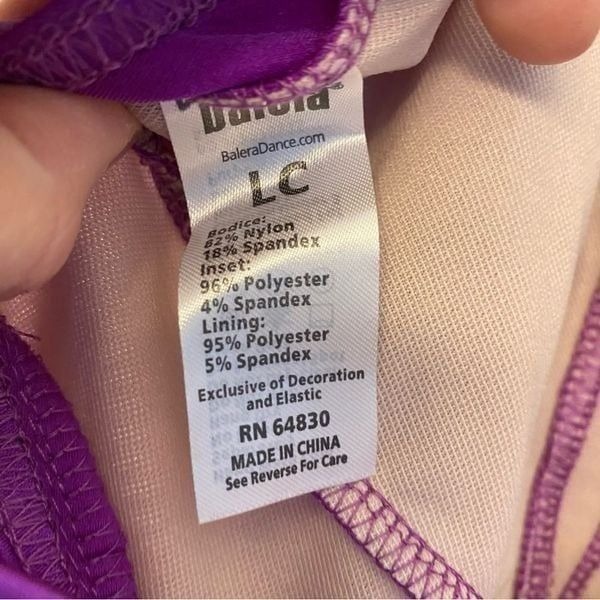 Balera
BaleraDance.com
LC
Bodice:
82% Nylon
18% Spandex
Inset:
96% Polyester
4% Spandex
Lining:
95% Polyester
5% Spandex
Exclusive of Decoration
and Elastic
RN 64830
MADE IN CHINA
See Reverse For Care